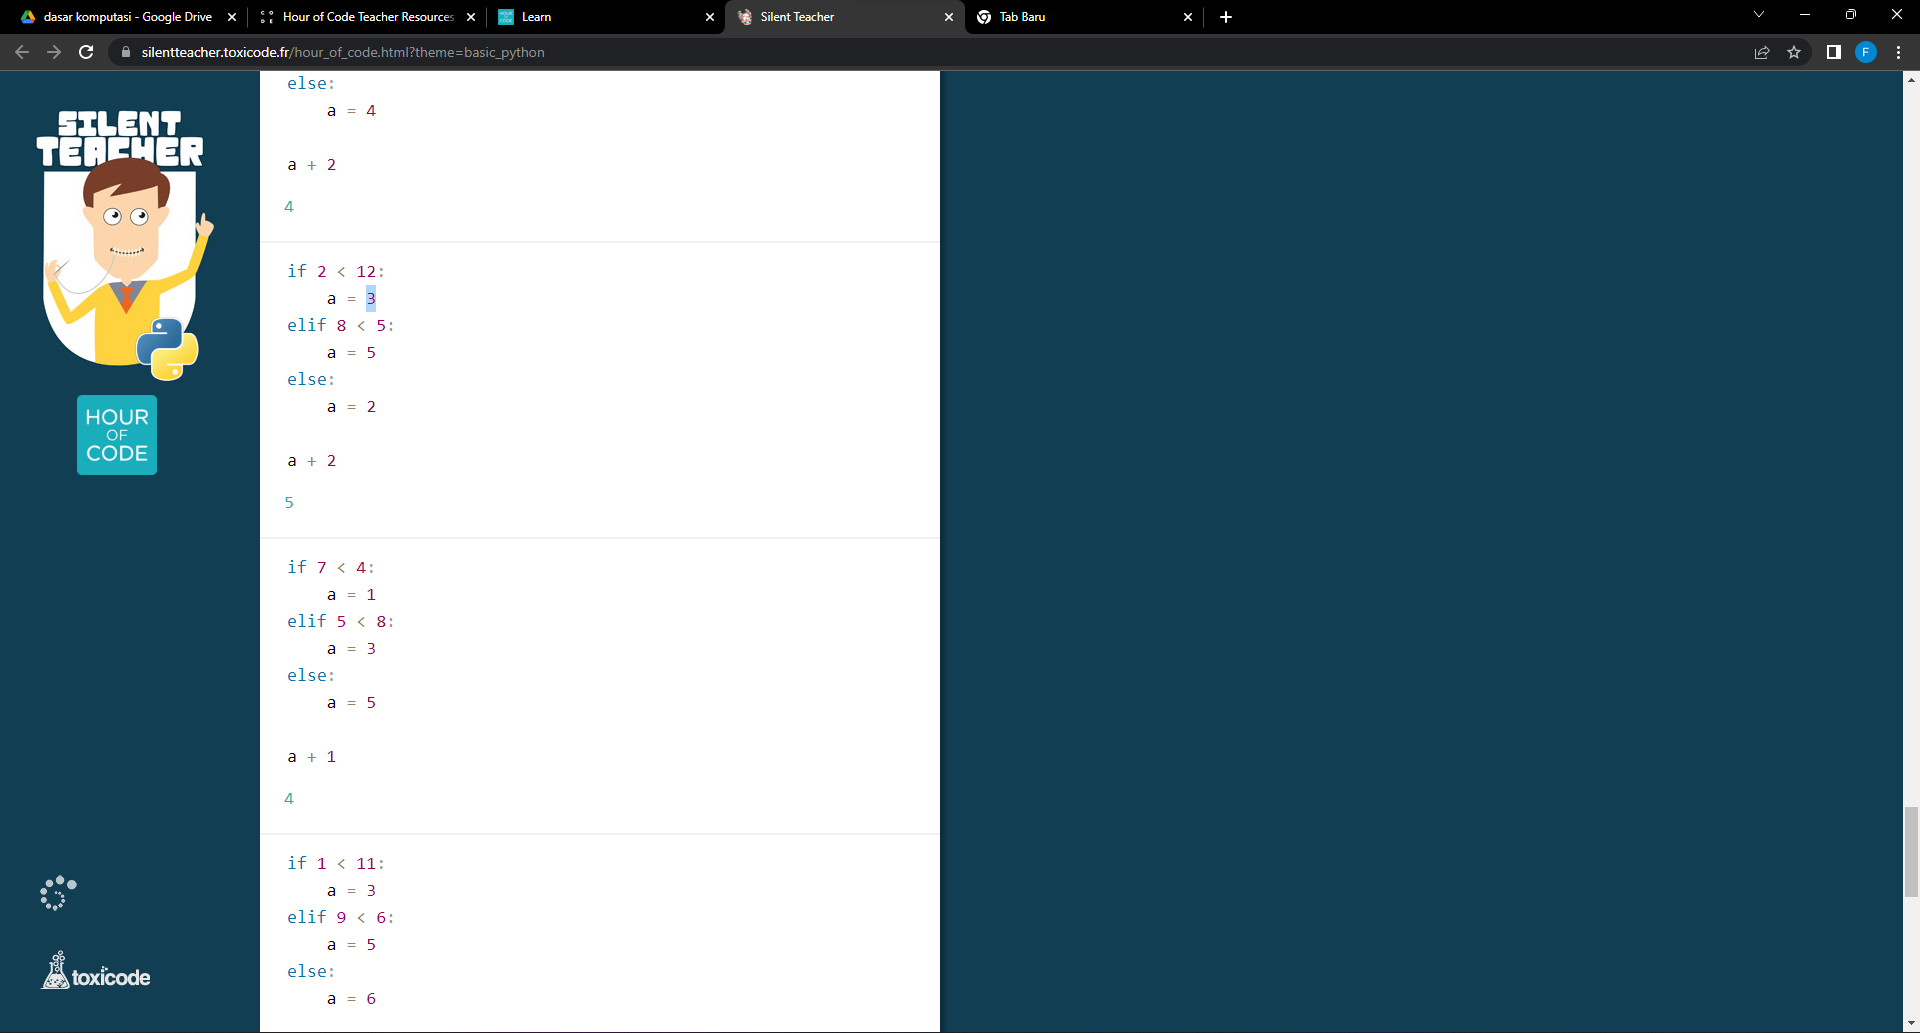 dasar komputasi - Google Drive
Hour of Code Teacher Resources
Learn
Silent Teacher
Tab Baru
silentteacher.toxicode.fr/hour_of_code.html?theme=basic_python
F
SILENT
TEACHER
HOUR
OF
CODE
toxicode
else:
    a = 4
a + 2
4
if 2 < 12:
    a = 3
elif 8 < 5:
    a = 5
else:
    a = 2
a + 2
5
if 7 < 4:
    a = 1
elif 5 < 8:
    a = 3
else:
    a = 5
a + 1
4
if 1 < 11:
    a = 3
elif 9 < 6:
    a = 5
else:
    a = 6